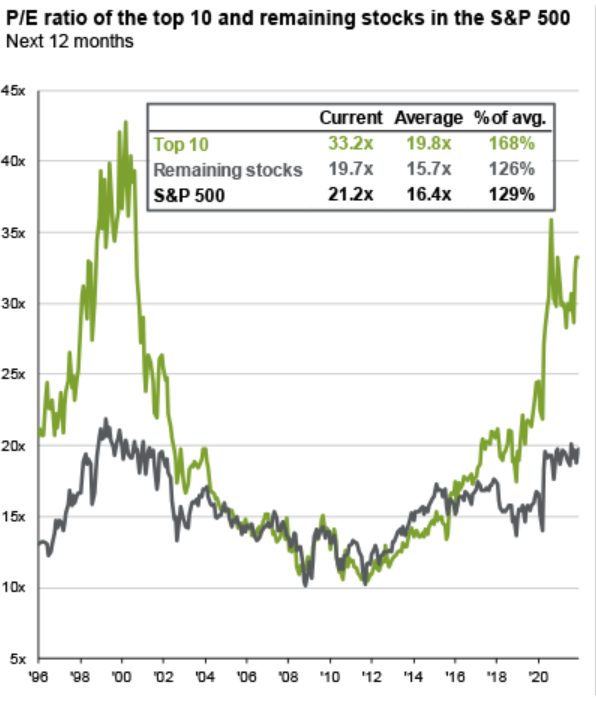 P/E ratio of the top 10 and remaining stocks in the S&P 500
Next 12 months
45x
Current Average % of avg.
Top 10 33.2x 19.8x 168%
40x
Remaining stocks 19.7x 15.7x 126%
S&P 500 21.2x 16.4x 129%
35x
30x
25x
20x
15x
10x
5x
'96 '98 '00 '02 '04 '06 '08 '10 '12 '14 '16 '18 '20